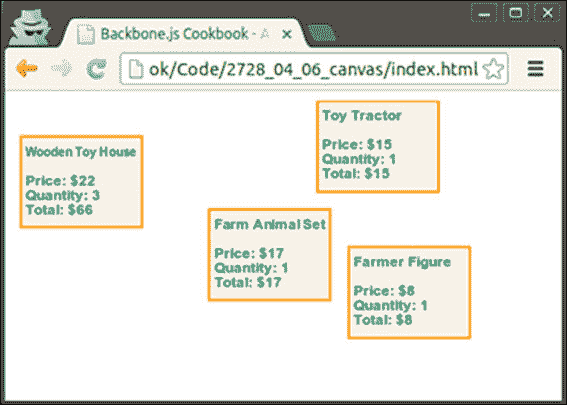 Backbone.js Cookbook - A
ok/Code/2728_04_06_canvas/index.html
Toy Tractor
Price: $15
Quantity: 1
Total: $15
Wooden Toy House
Price: $22
Quantity: 3
Total: $66
Farm Animal Set
Price: $17
Quantity: 1
Total: $17
Farmer Figure
Price: $8
Quantity: 1
Total: $8